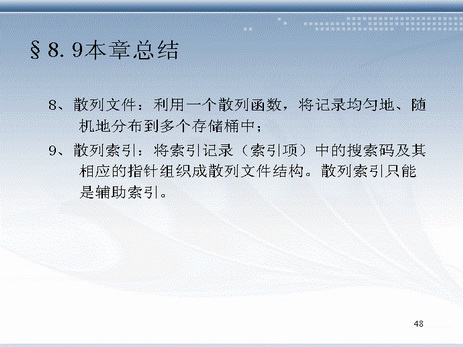 §8.9本章总结
8、散列文件：利用一个散列函数，将记录均匀地、随
机地分布到多个存储桶中；
9、散列索引：将索引记录（索引项）中的搜索码及其
相应的指针组织成散列文件结构。散列索引只能
是辅助索引。
48